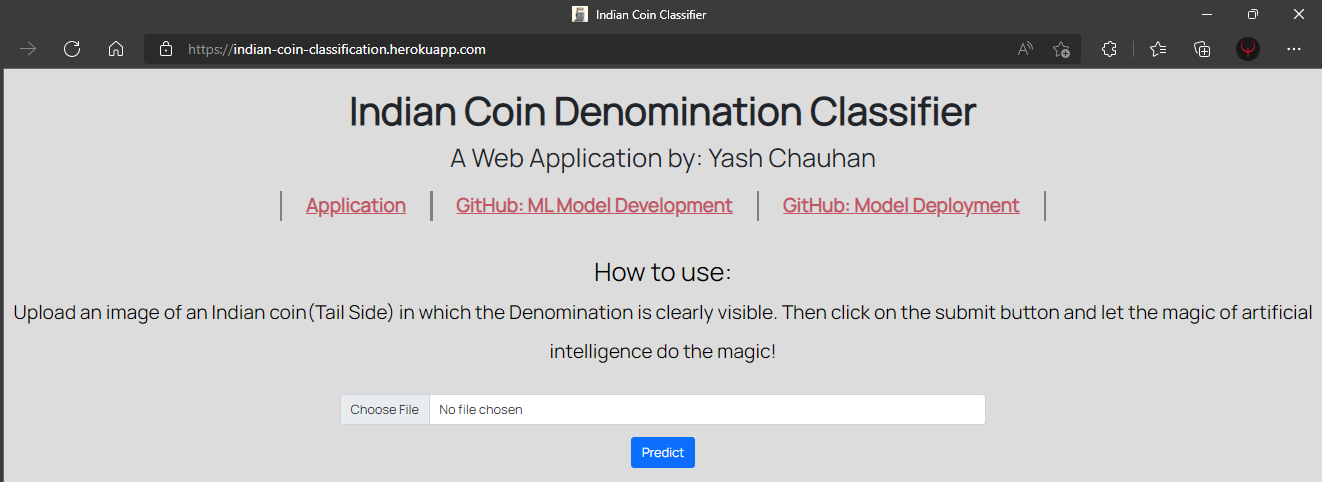 Indian Coin Classifier
https://indian-coin-classification.herokuapp.com
Indian Coin Denomination Classifier
A Web Application by: Yash Chauhan
Application GitHub: ML Model Development GitHub: Model Deployment
How to use:
Upload an image of an Indian coin(Tail Side) in which the Denomination is clearly visible. Then click on the submit button and let the magic of artificial
intelligence do the magic!
Choose File No file chosen
Predict